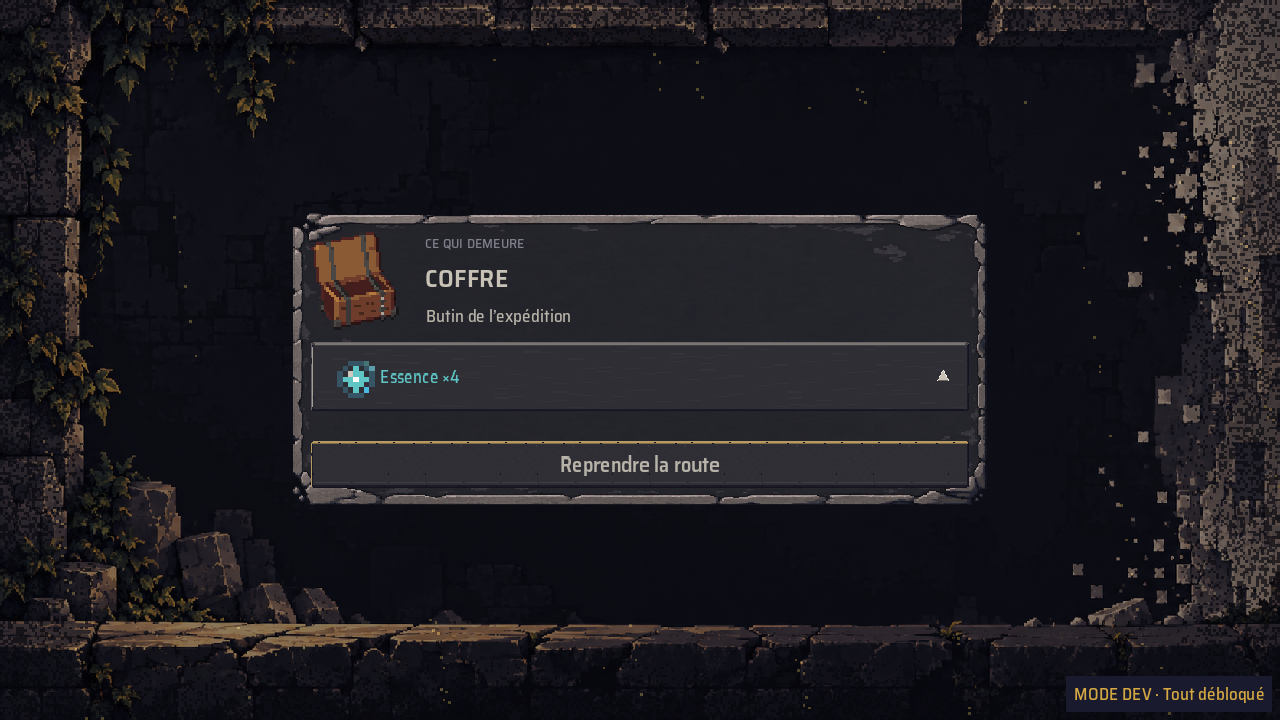 CE QUI DEMEURE
COFFRE
Butin de l'expédition
Essence ×4
Reprendre la route
MODE DEV · Tout débloqué